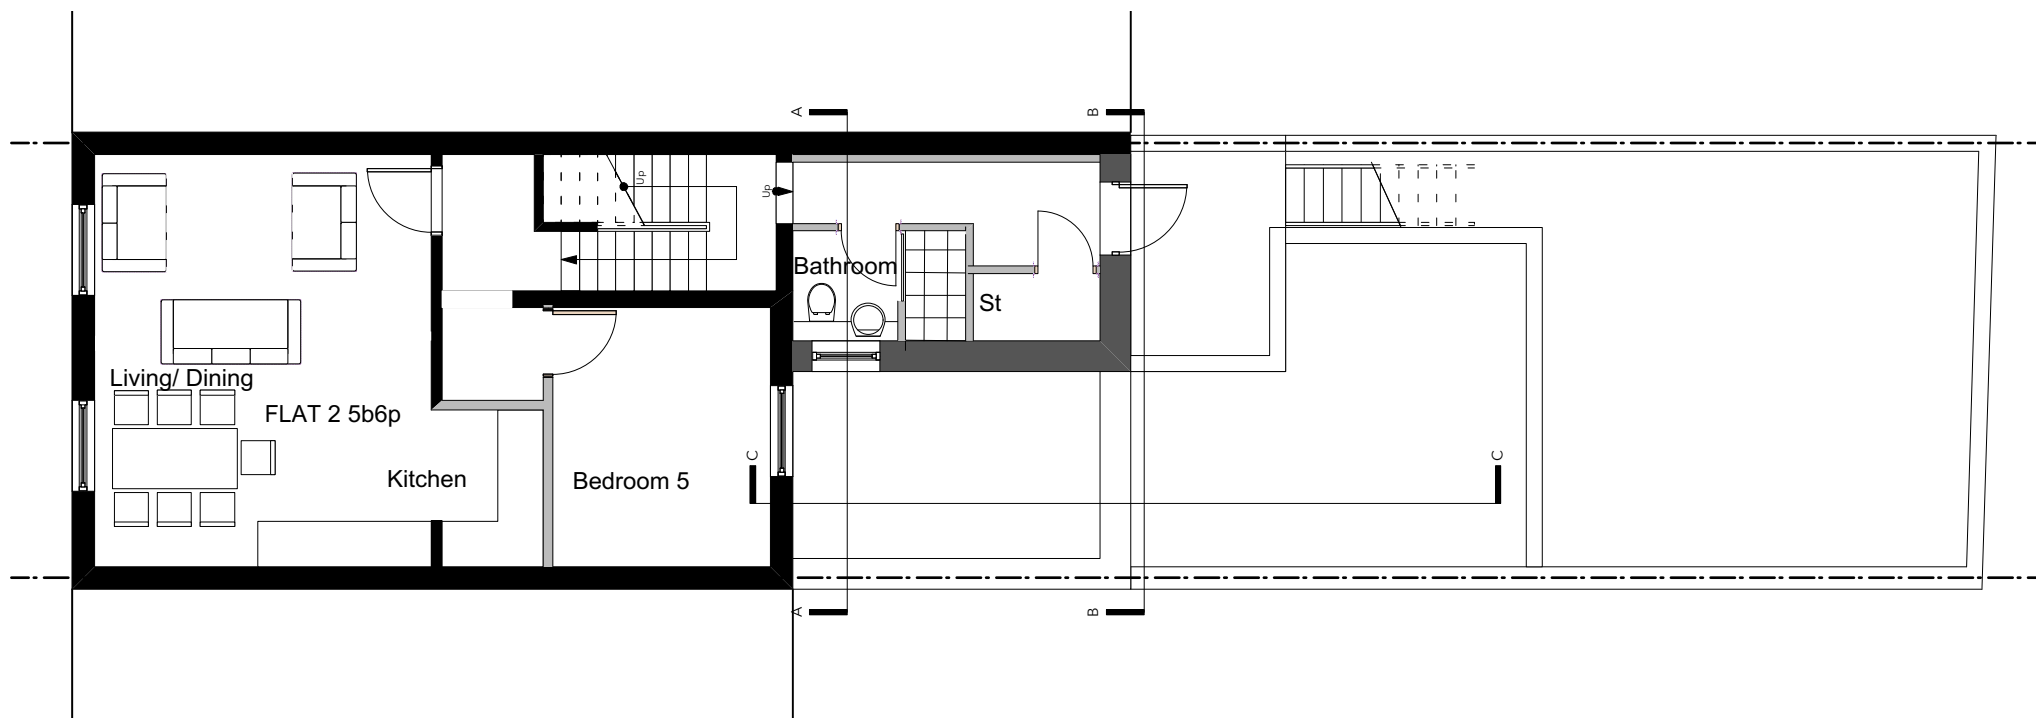 A
B
Up
Up
Bathroom
St
Living/ Dining
FLAT 2 5b6p
Kitchen
Bedroom 5
C
C
A
B